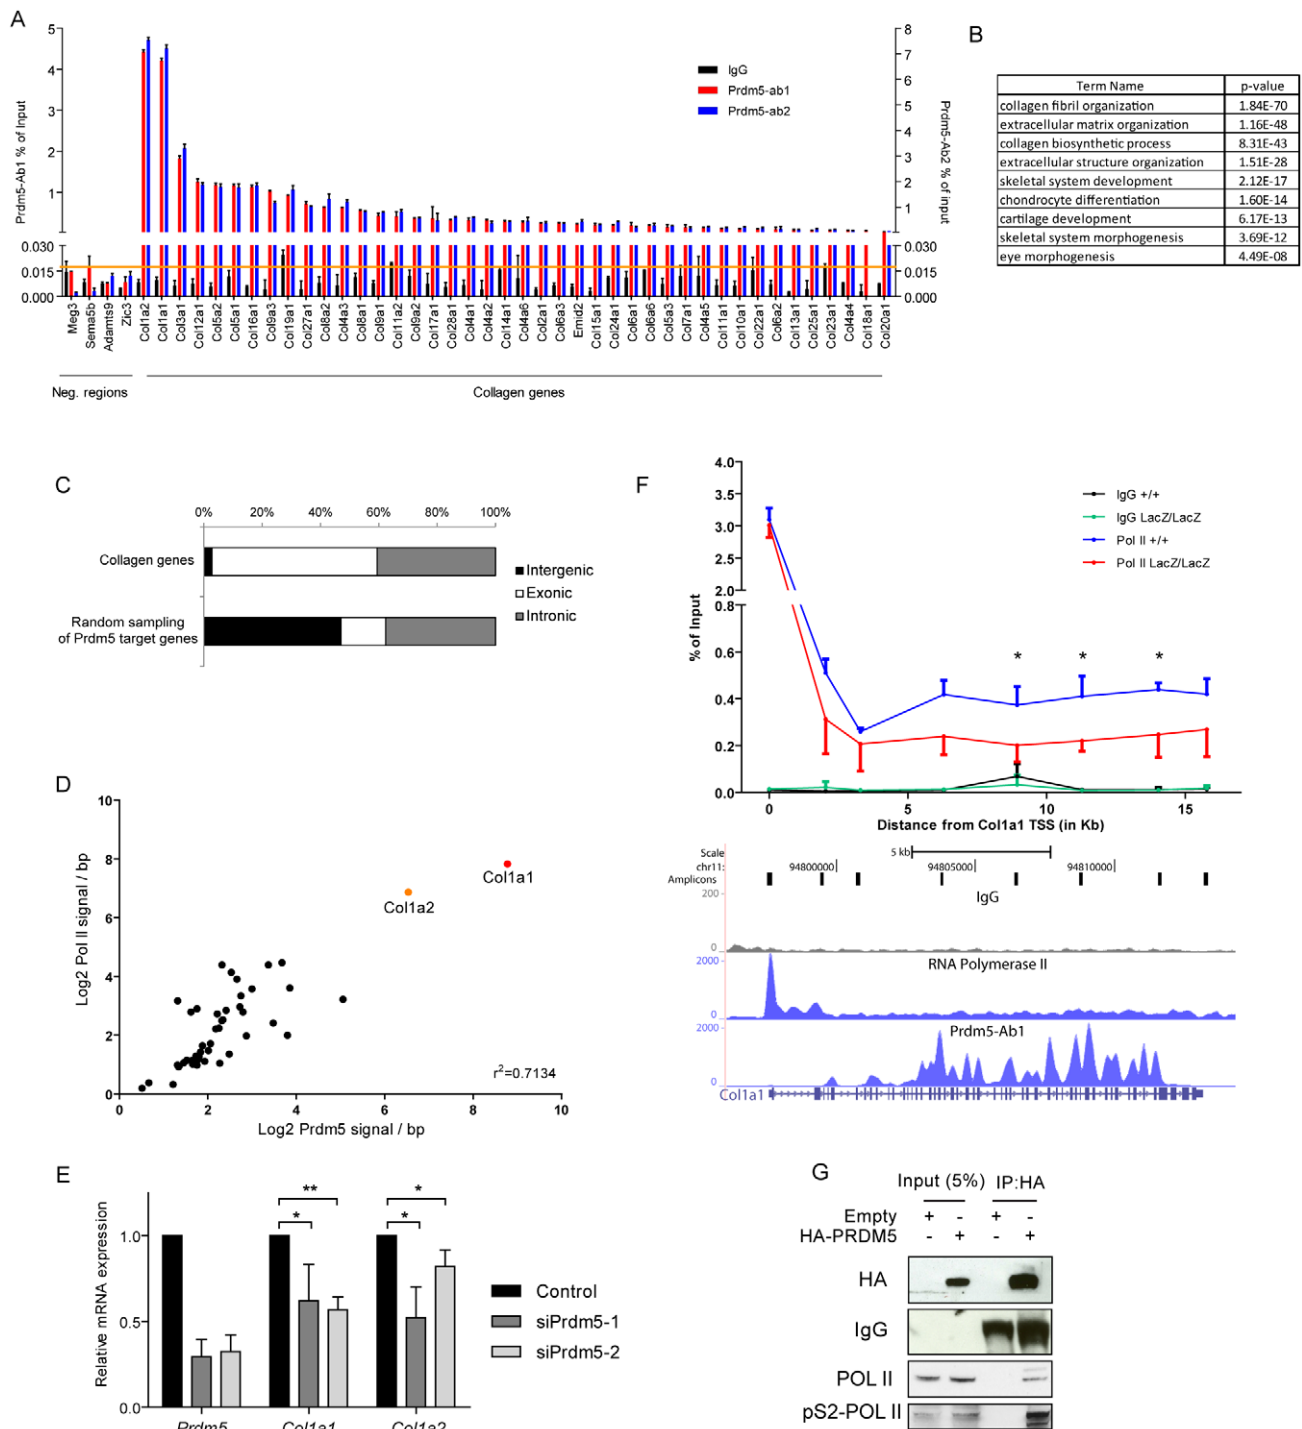 A
Prdm5-Ab1 % of Input
5
4
3
2
1
0.030
0.015
0.000
IgG
Prdm5-ab1
Prdm5-ab2
8
7
6
5
4
3
2
1
0.030
0.015
0.000
Prdm5-Ab2 % of input
Meg3
Sema5b
Adamts9
Zic3
Col1a2
Col1a1
Col3a1
Col12a1
Col5a2
Col5a1
Col16a1
Col9a3
Col19a1
Col27a1
Col8a2
Col4a3
Col8a1
Col9a1
Col11a2
Col9a2
Col17a1
Col28a1
Col4a1
Col4a2
Col14a1
Col4a6
Col2a1
Col6a3
Emid2
Col15a1
Col24a1
Col6a1
Col6a6
Col5a3
Col7a1
Col4a5
Col11a1
Col10a1
Col22a1
Col6a2
Col13a1
Col25a1
Col23a1
Col4a4
Col18a1
Col20a1
Neg. regions
Collagen genes
B
Term Name p-value
collagen fibril organization 1.84E-70
extracellular matrix organization 1.16E-48
collagen biosynthetic process 8.31E-43
extracellular structure organization 1.51E-28
skeletal system development 2.12E-17
chondrocyte differentiation 1.60E-14
cartilage development 6.17E-13
skeletal system morphogenesis 3.69E-12
eye morphogenesis 4.49E-08
C
0% 20% 40% 60% 80% 100%
Collagen genes
Random sampling
of Prdm5 target genes
Intergenic
Exonic
Intronic
D
Log2 Pol II signal / bp
10
8
6
4
2
0
Col1a1
Col1a2
r2=0.7134
0 2 4 6 8 10
Log2 Prdm5 signal / bp
E
Relative mRNA expression
1.0
0.5
0.0
** *
* *
Prdm5 Col1a1 Col1a2
Control
siPrdm5-1
siPrdm5-2
F
% of Input
4.0
3.5
3.0
2.5
2.0
0.8
0.6
0.4
0.2
0.0
IgG +/+
IgG LacZ/LacZ
Pol II +/+
Pol II LacZ/LacZ
* * *
0 5 10 15
Distance from Col1a1 TSS (in Kb)
Scale 5 kb
chr11: 94800000 94805000 94810000
Amplicons
200 IgG
0
2000 RNA Polymerase II
0
2000 Prdm5-Ab1
0
Col1a1
G
Input (5%) IP:HA
Empty + - + -
HA-PRDM5 - + - +
HA
IgG
POL II
pS2-POL II